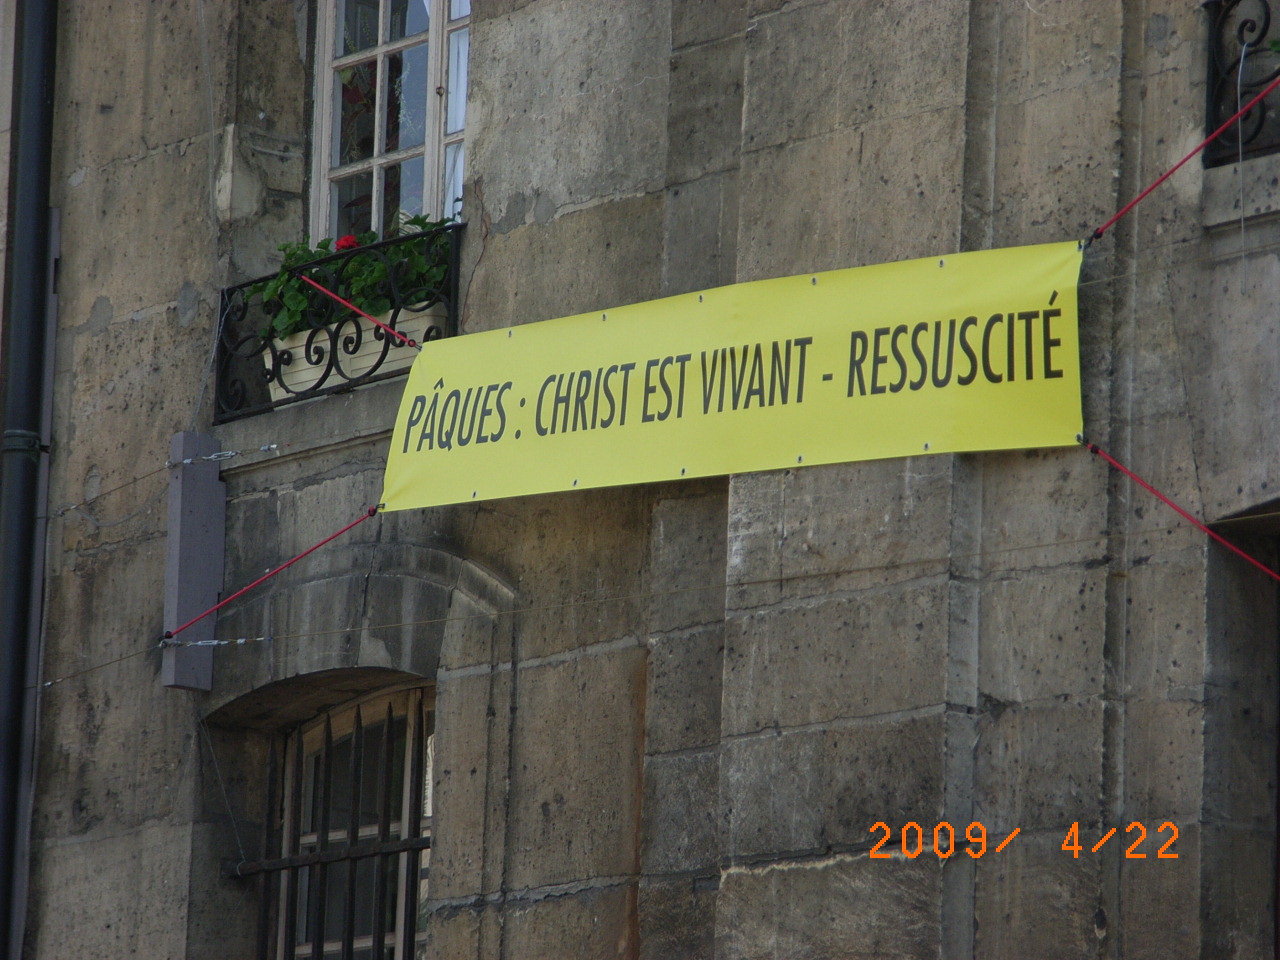 PÂQUES : CHRIST EST VIVANT - RESSUSCITÉ
2009/ 4/22